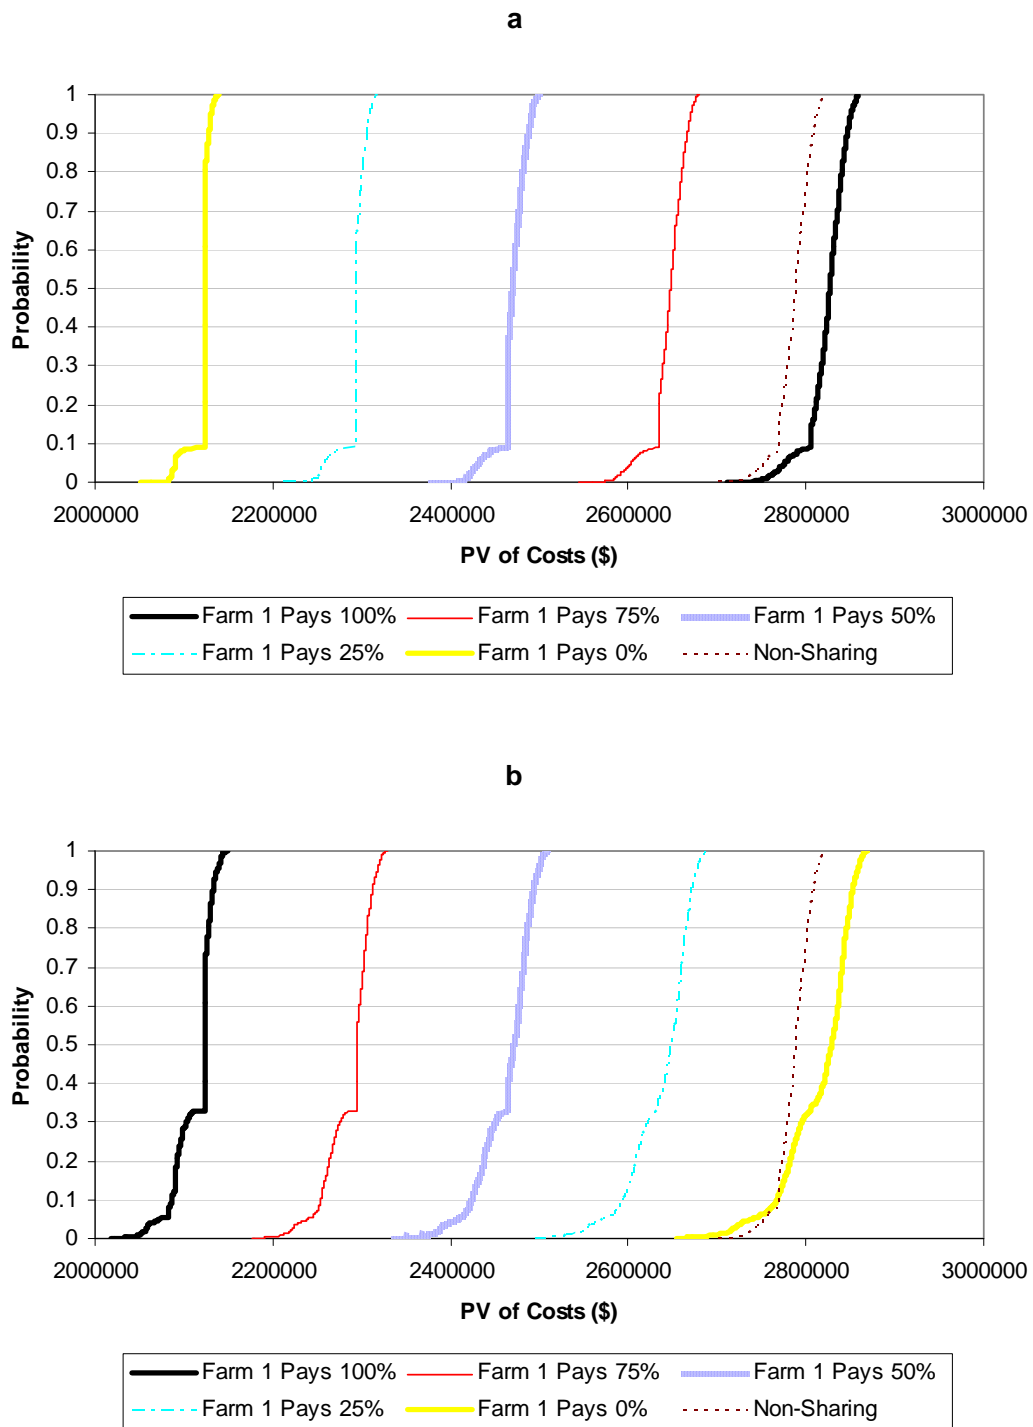 a
1
0.9
0.8
0.7
0.6
0.5
0.4
0.3
0.2
0.1
0
Probability
2000000 2200000 2400000 2600000 2800000 3000000
PV of Costs ($)
Farm 1 Pays 100% Farm 1 Pays 75% Farm 1 Pays 50%
Farm 1 Pays 25% Farm 1 Pays 0% Non-Sharing
b
1
0.9
0.8
0.7
0.6
0.5
0.4
0.3
0.2
0.1
0
Probability
2000000 2200000 2400000 2600000 2800000 3000000
PV of Costs ($)
Farm 1 Pays 100% Farm 1 Pays 75% Farm 1 Pays 50%
Farm 1 Pays 25% Farm 1 Pays 0% Non-Sharing